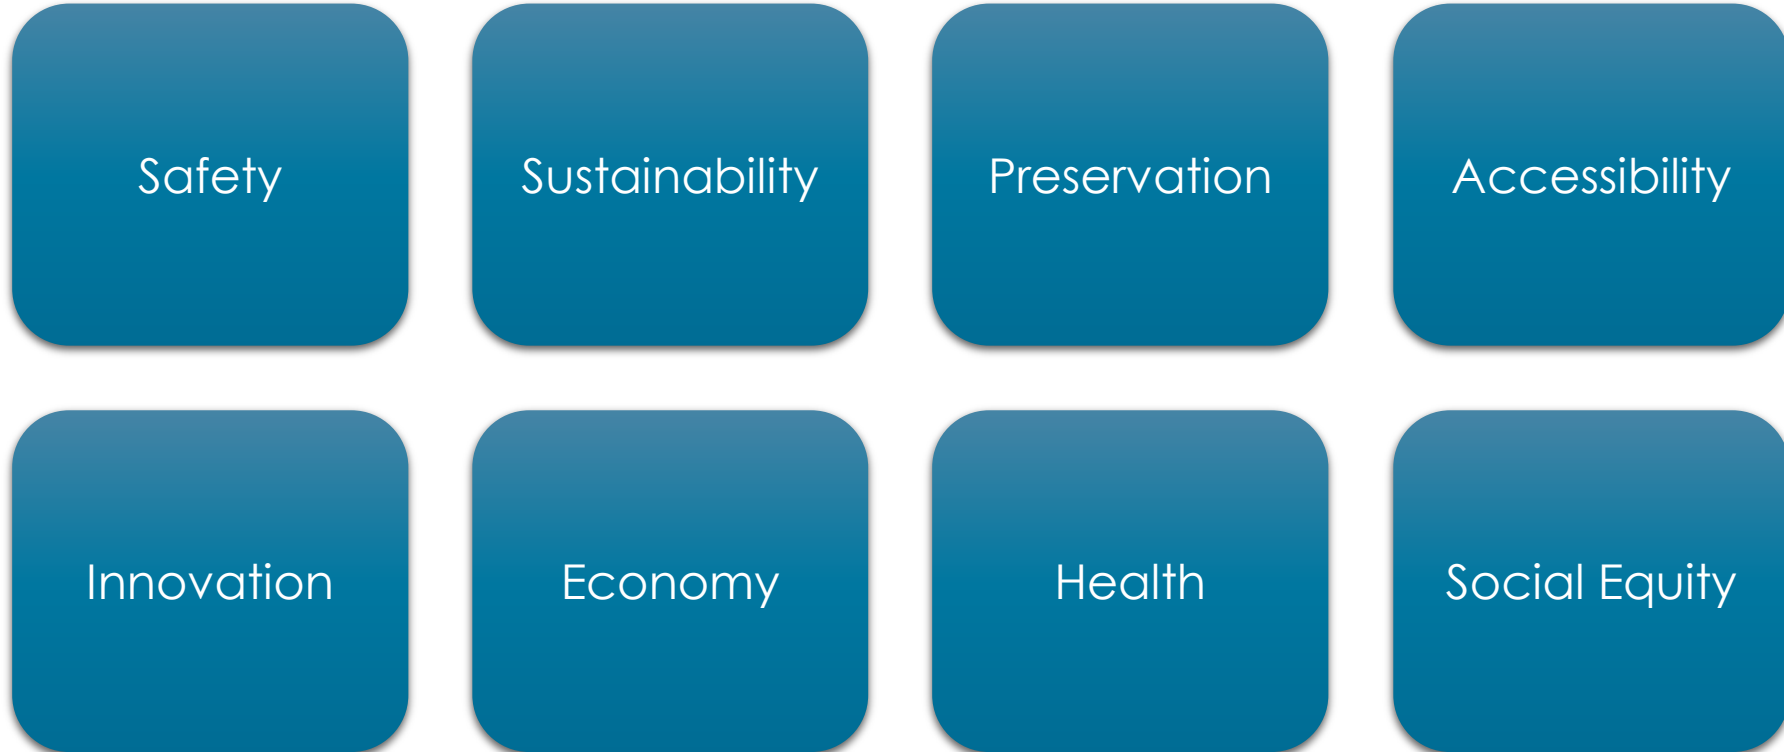 Safety
Sustainability
Preservation
Accessibility
Innovation
Economy
Health
Social Equity